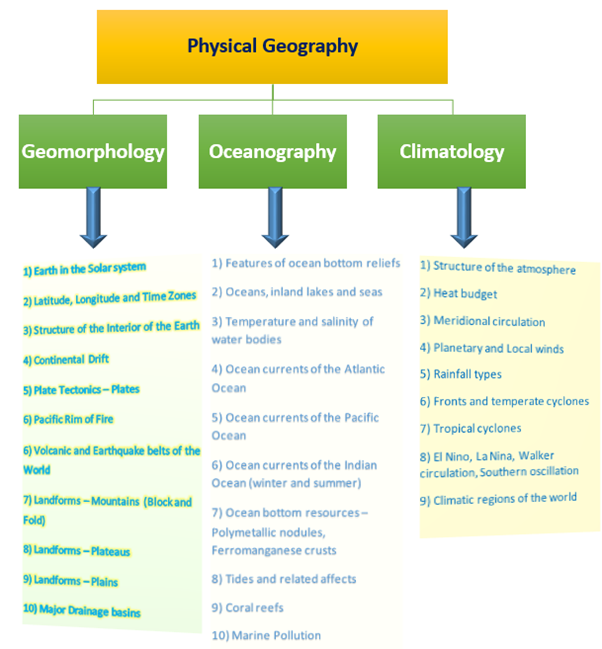 Physical Geography
Geomorphology
Oceanography
Climatology
1) Earth in the Solar system
2) Latitude, Longitude and Time Zones
3) Structure of the Interior of the Earth
4) Continental Drift
5) Plate Tectonics – Plates
6) Pacific Rim of Fire
6) Volcanic and Earthquake belts of the
World
7) Landforms – Mountains (Block and
Fold)
8) Landforms – Plateaus
9) Landforms – Plains
10) Major Drainage basins
1) Features of ocean bottom reliefs
2) Oceans, inland lakes and seas
3) Temperature and salinity of
water bodies
4) Ocean currents of the Atlantic
Ocean
5) Ocean currents of the Pacific
Ocean
6) Ocean currents of the Indian
Ocean (winter and summer)
7) Ocean bottom resources –
Polymetallic nodules,
Ferromanganese crusts
8) Tides and related affects
9) Coral reefs
10) Marine Pollution
1) Structure of the atmosphere
2) Heat budget
3) Meridional circulation
4) Planetary and Local winds
5) Rainfall types
6) Fronts and temperate cyclones
7) Tropical cyclones
8) El Nino, La Nina, Walker
circulation, Southern oscillation
9) Climatic regions of the world